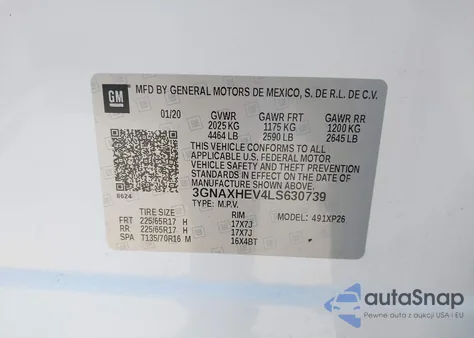 GM
MFD BY GENERAL MOTORS DE MEXICO, S. DE R.L. DE C.V.
01/20 GVWR GAWR FRT GAWR RR
2025 KG 1175 KG 1200 KG
4464 LB 2590 LB 2645 LB
THIS VEHICLE CONFORMS TO ALL
APPLICABLE U.S. FEDERAL MOTOR
VEHICLE SAFETY AND THEFT PREVENTION
STANDARDS IN EFFECT ON THE DATE OF
MANUFACTURE SHOWN ABOVE.
3GNAXHEV4LS630739
8624
TYPE: M.P.V. MODEL: 491XP26
TIRE SIZE RIM
FRT 225/65R17 H 17X7J
RR 225/65R17 H 17X7J
SPA T135/70R16 M 16X4BT
autoSnap
Pewne auta z dostępem USA i EU